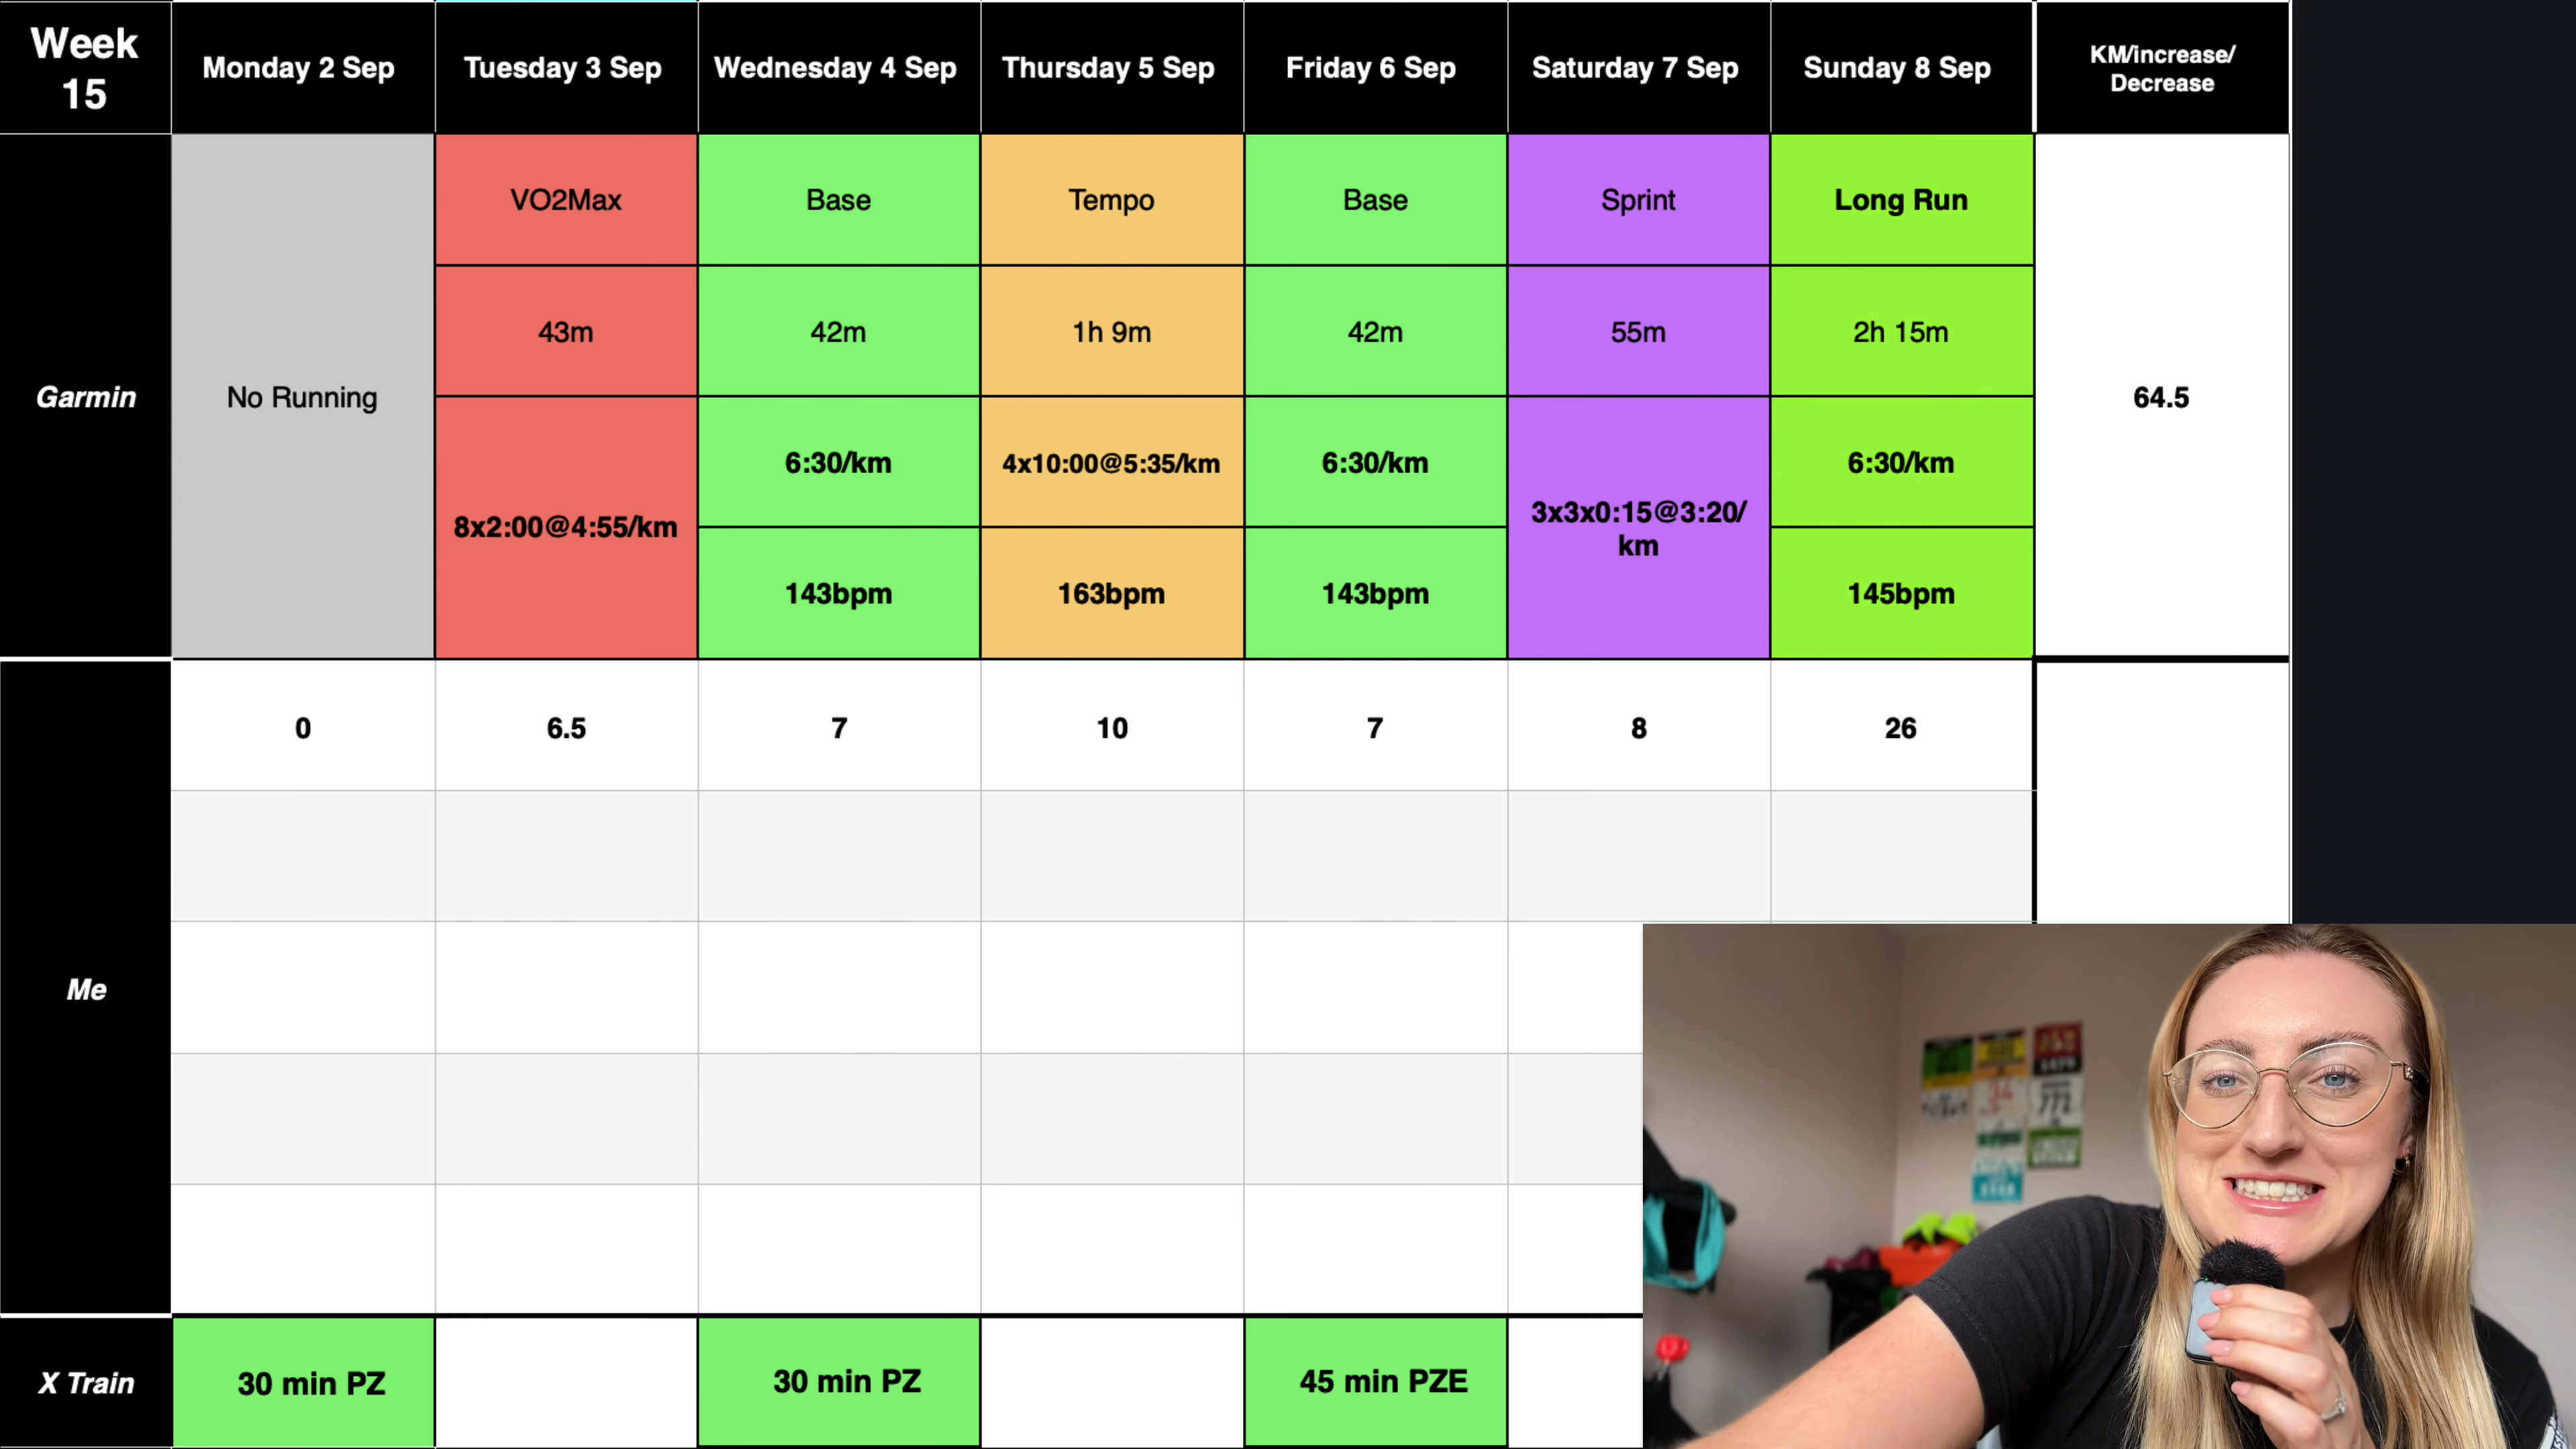 Week
15
Monday 2 Sep
Tuesday 3 Sep
Wednesday 4 Sep
Thursday 5 Sep
Friday 6 Sep
Saturday 7 Sep
Sunday 8 Sep
KM/increase/
Decrease
Garmin
No Running
VO2Max
Base
Tempo
Base
Sprint
Long Run
43m
42m
1h 9m
42m
55m
2h 15m
8x2:00@4:55/km
6:30/km
4x10:00@5:35/km
6:30/km
3x3x0:15@3:20/
km
6:30/km
143bpm
163bpm
143bpm
145bpm
64.5
Me
0
6.5
7
10
7
8
26
772
X Train
30 min PZ
30 min PZ
45 min PZE